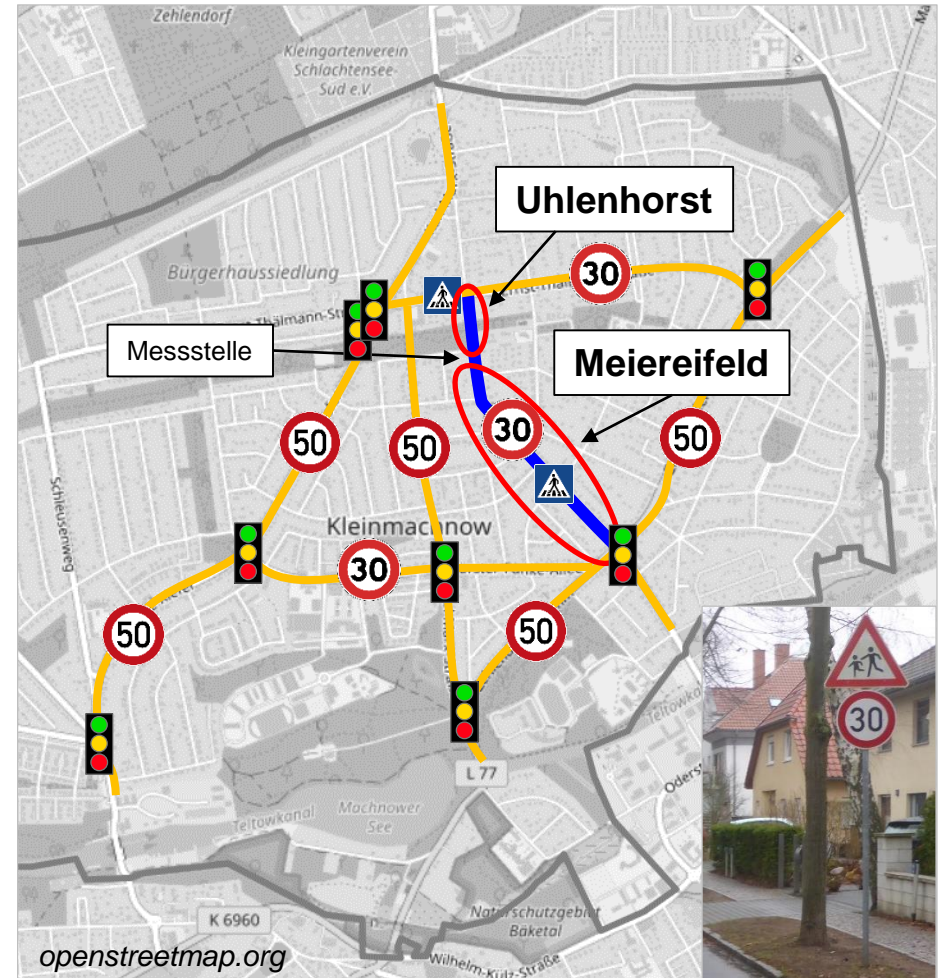 Zehlendorf
Kleingartenverein
Schlachtensee-
Süd e.V.
Uhlenhorst
Bürgerhaussiedlung
30
Messstelle
Meiereifeld
50
50
30
50
Schleusenweg
Kleinmachnow
30
50
50
30
Teltowkanal
L 77
Machnower
See
Teltowkanal
K 6960
Naturschutzgebiet
Bäketal
Wilhelm-Külz-Straße
openstreetmap.org